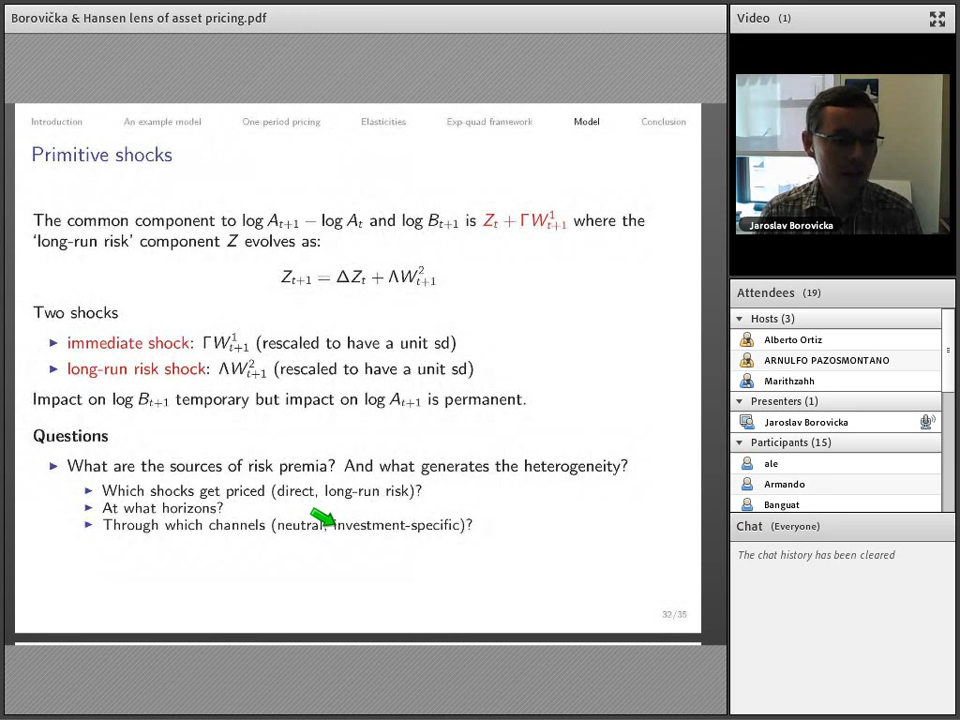 Borovička & Hansen lens of asset pricing.pdf
Introduction An example model One-period pricing Elasticities Exp-quad framework Model Conclusion
Primitive shocks
The common component to log A_{t+1} − log A_t and log B_{t+1} is Z_t + ΓW^1_{t+1} where the
'long-run risk' component Z evolves as:
Z_{t+1} = ΔZ_t + ΛW^2_{t+1}
Two shocks
▶ immediate shock: ΓW^1_{t+1} (rescaled to have a unit sd)
▶ long-run risk shock: ΛW^2_{t+1} (rescaled to have a unit sd)
Impact on log B_{t+1} temporary but impact on log A_{t+1} is permanent.
Questions
▶ What are the sources of risk premia? And what generates the heterogeneity?
▶ Which shocks get priced (direct, long-run risk)?
▶ At what horizons?
▶ Through which channels (neutral, investment-specific)?
32/35
Video (1)
Jaroslav Borovicka
Attendees (19)
Hosts (3)
Alberto Ortiz
ARNULFO PAZOSMONTANO
Marithzahh
Presenters (1)
Jaroslav Borovicka
Participants (15)
ale
Armando
Banguat
Chat (Everyone)
The chat history has been cleared